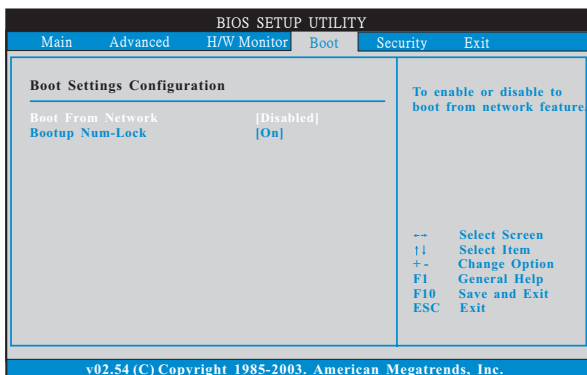 BIOS SETUP UTILITY
Main Advanced H/W Monitor Boot Security Exit
Boot Settings Configuration
Boot From Network [Disabled]
Bootup Num-Lock [On]
To enable or disable to
boot from network feature.
←→ Select Screen
↑↓ Select Item
+ - Change Option
F1 General Help
F10 Save and Exit
ESC Exit
v02.54 (C) Copyright 1985-2003. American Megatrends, Inc.